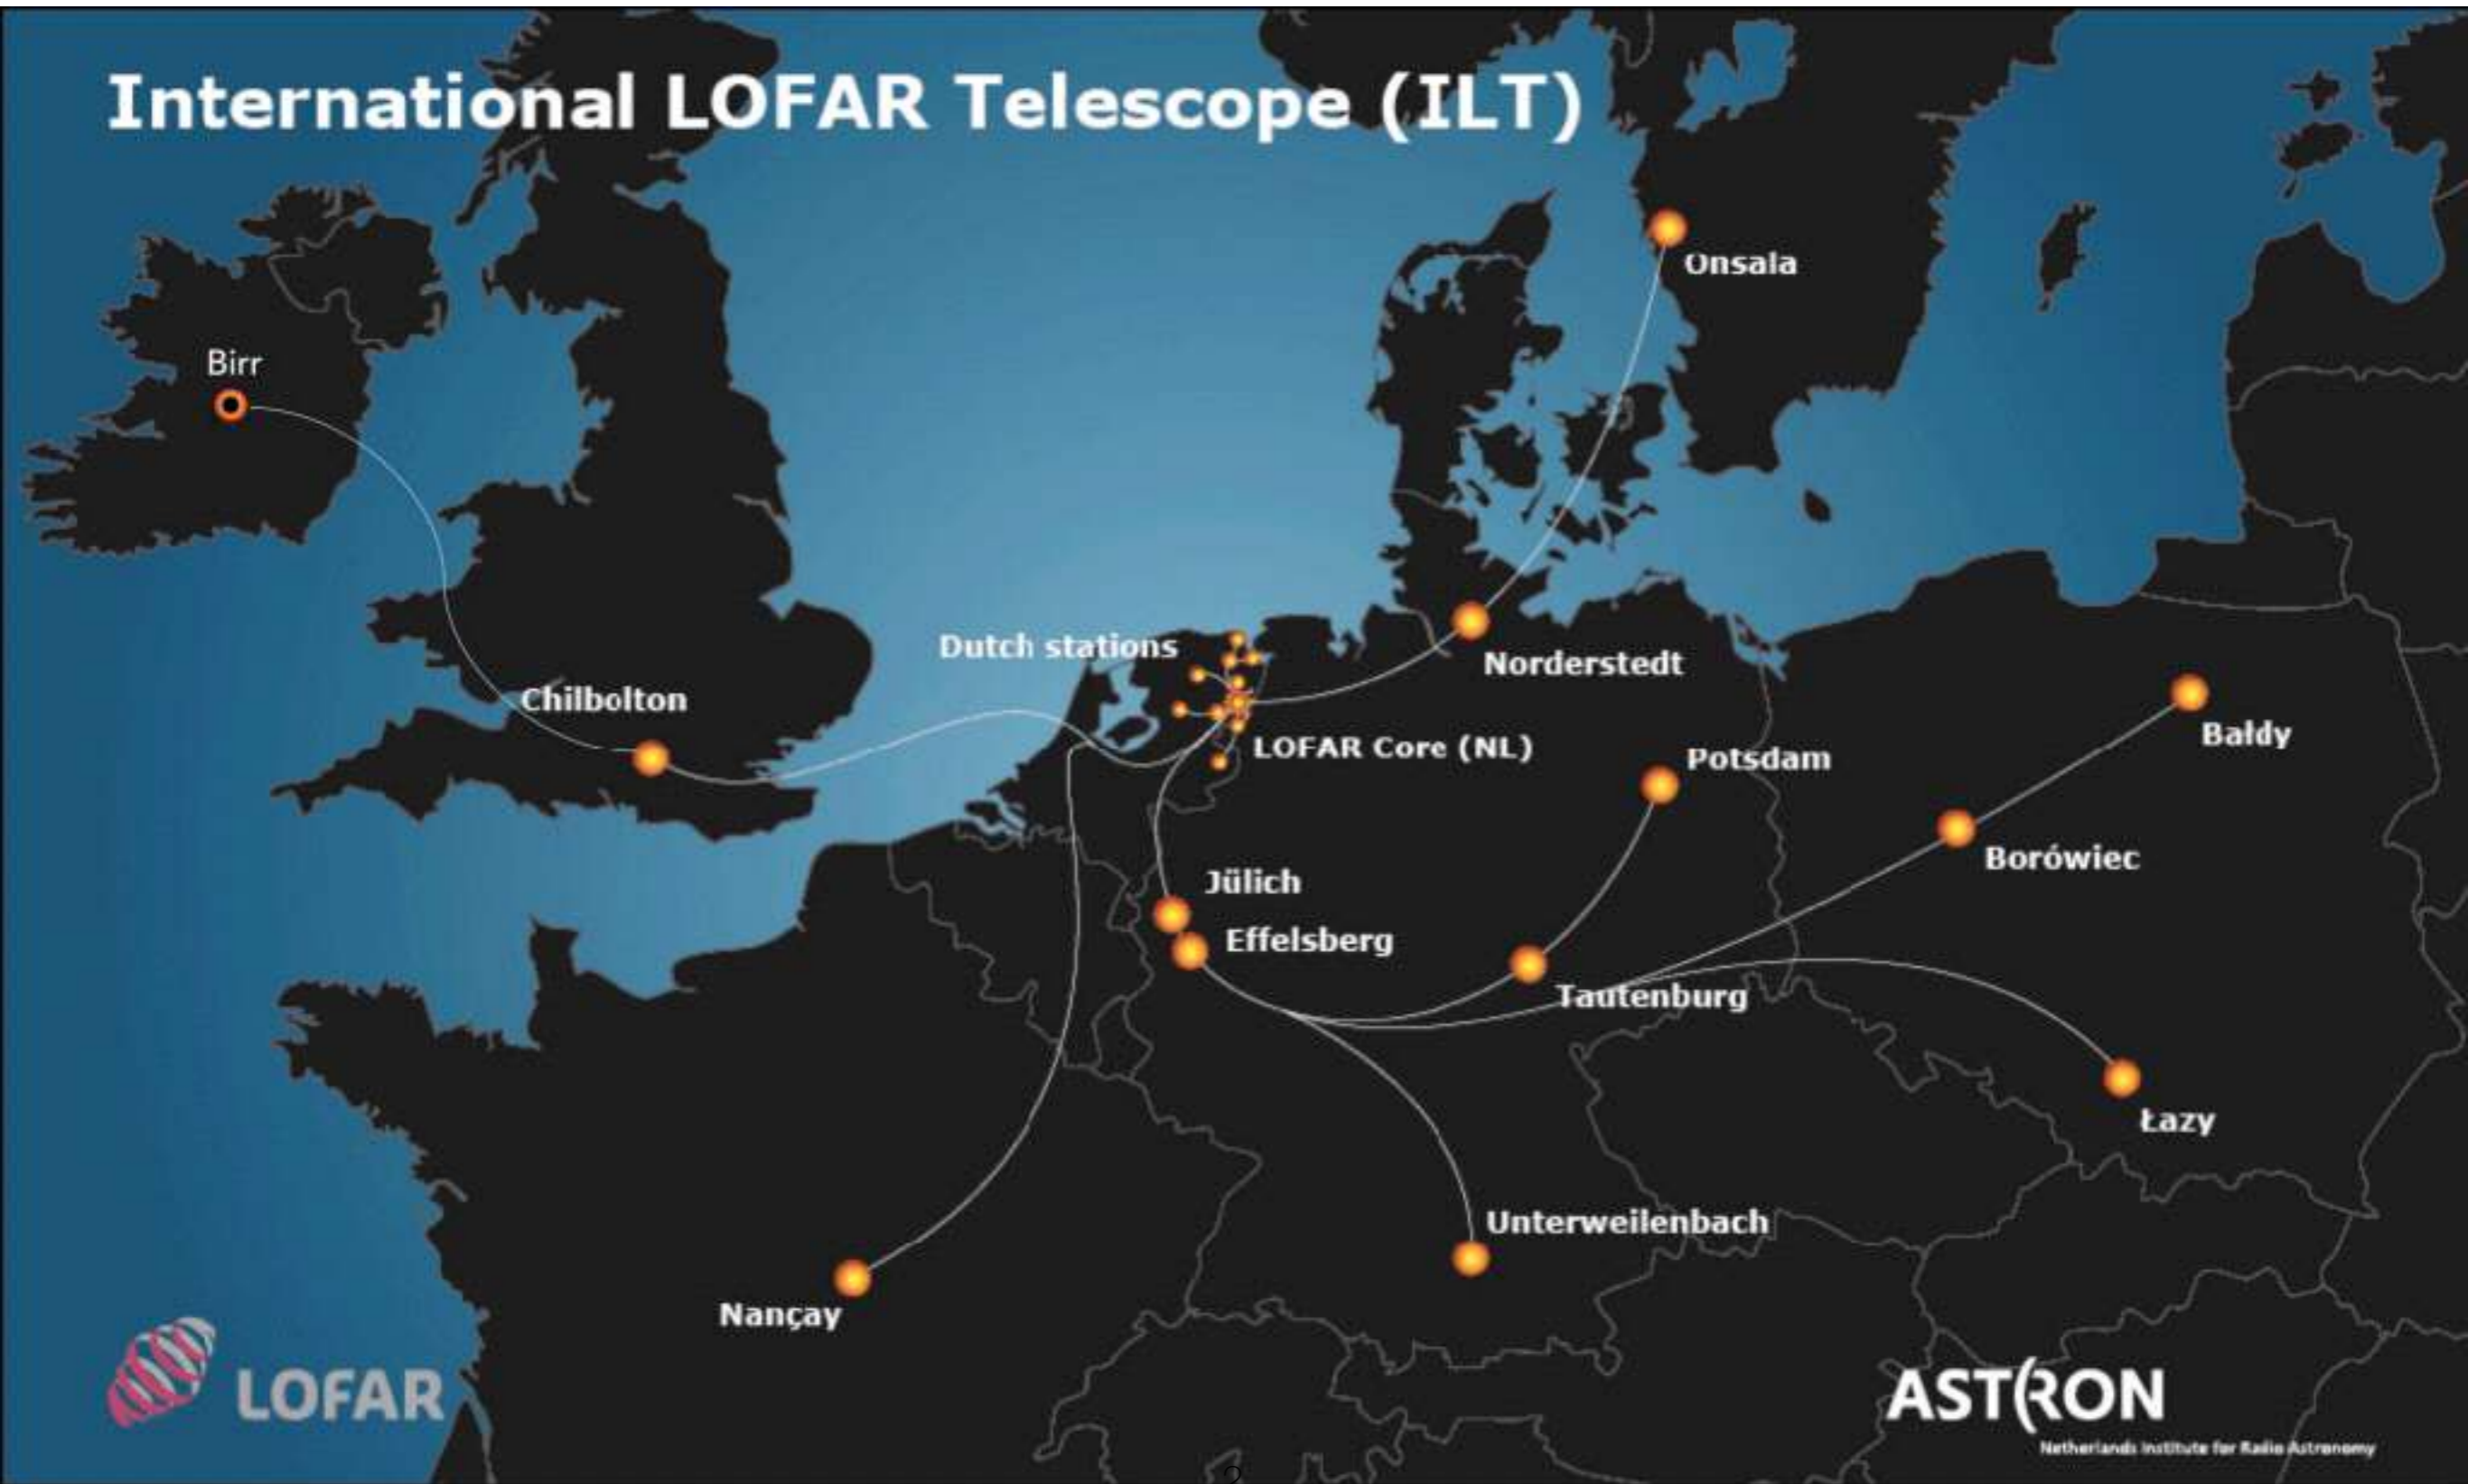 International LOFAR Telescope (ILT)
Onsala
Birr
Dutch stations
Norderstedt
Chilbolton
Bałdy
LOFAR Core (NL)
Potsdam
Borówiec
Jülich
Effelsberg
Tautenburg
Łazy
Unterweilenbach
Nançay
LOFAR
ASTRON
Netherlands Institute for Radio Astronomy
2